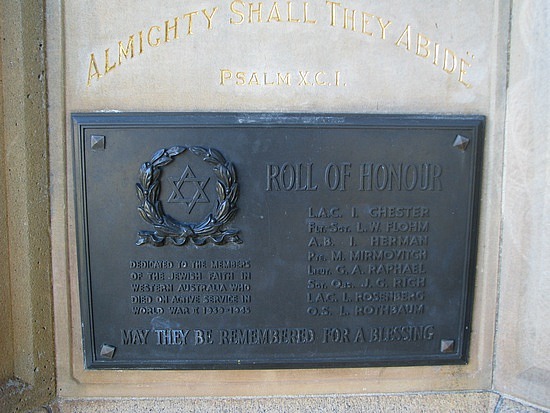 ALMIGHTY SHALL THEY ABIDE
PSALM X.C.I.
ROLL OF HONOUR
L.A.C. I. CHESTER
FLT. SGT. L. W. FLOHM
A.B. I. HERMAN
PTE. M. MIRMOVITCH
LIEUT. G. A. RAPHAEL
SGT. OBS. J. G. RICH
L.A.C. L. ROSENBERG
O.S. L. ROTHBAUM
DEDICATED TO THE MEMBERS
OF THE JEWISH FAITH IN
WESTERN AUSTRALIA WHO
DIED ON ACTIVE SERVICE IN
WORLD WAR II 1939-1945
MAY THEY BE REMEMBERED FOR A BLESSING